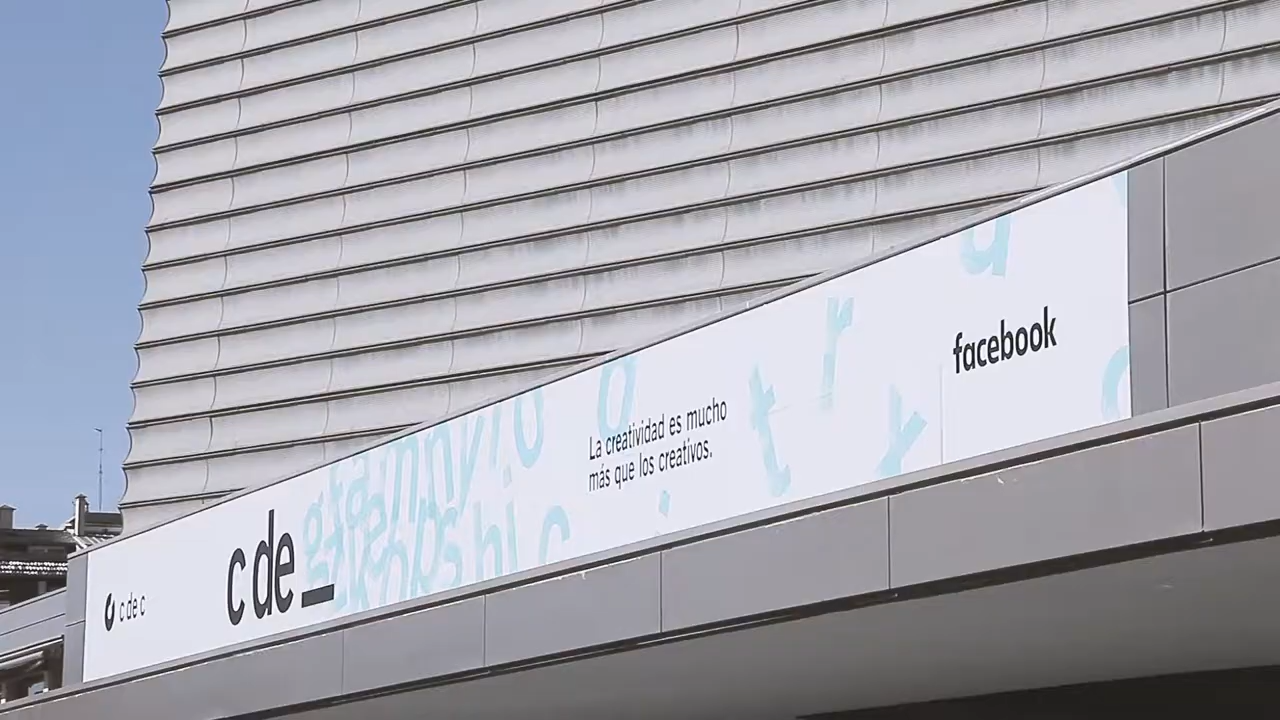 c de c
c de_
La creatividad es mucho
más que los creativos.
facebook